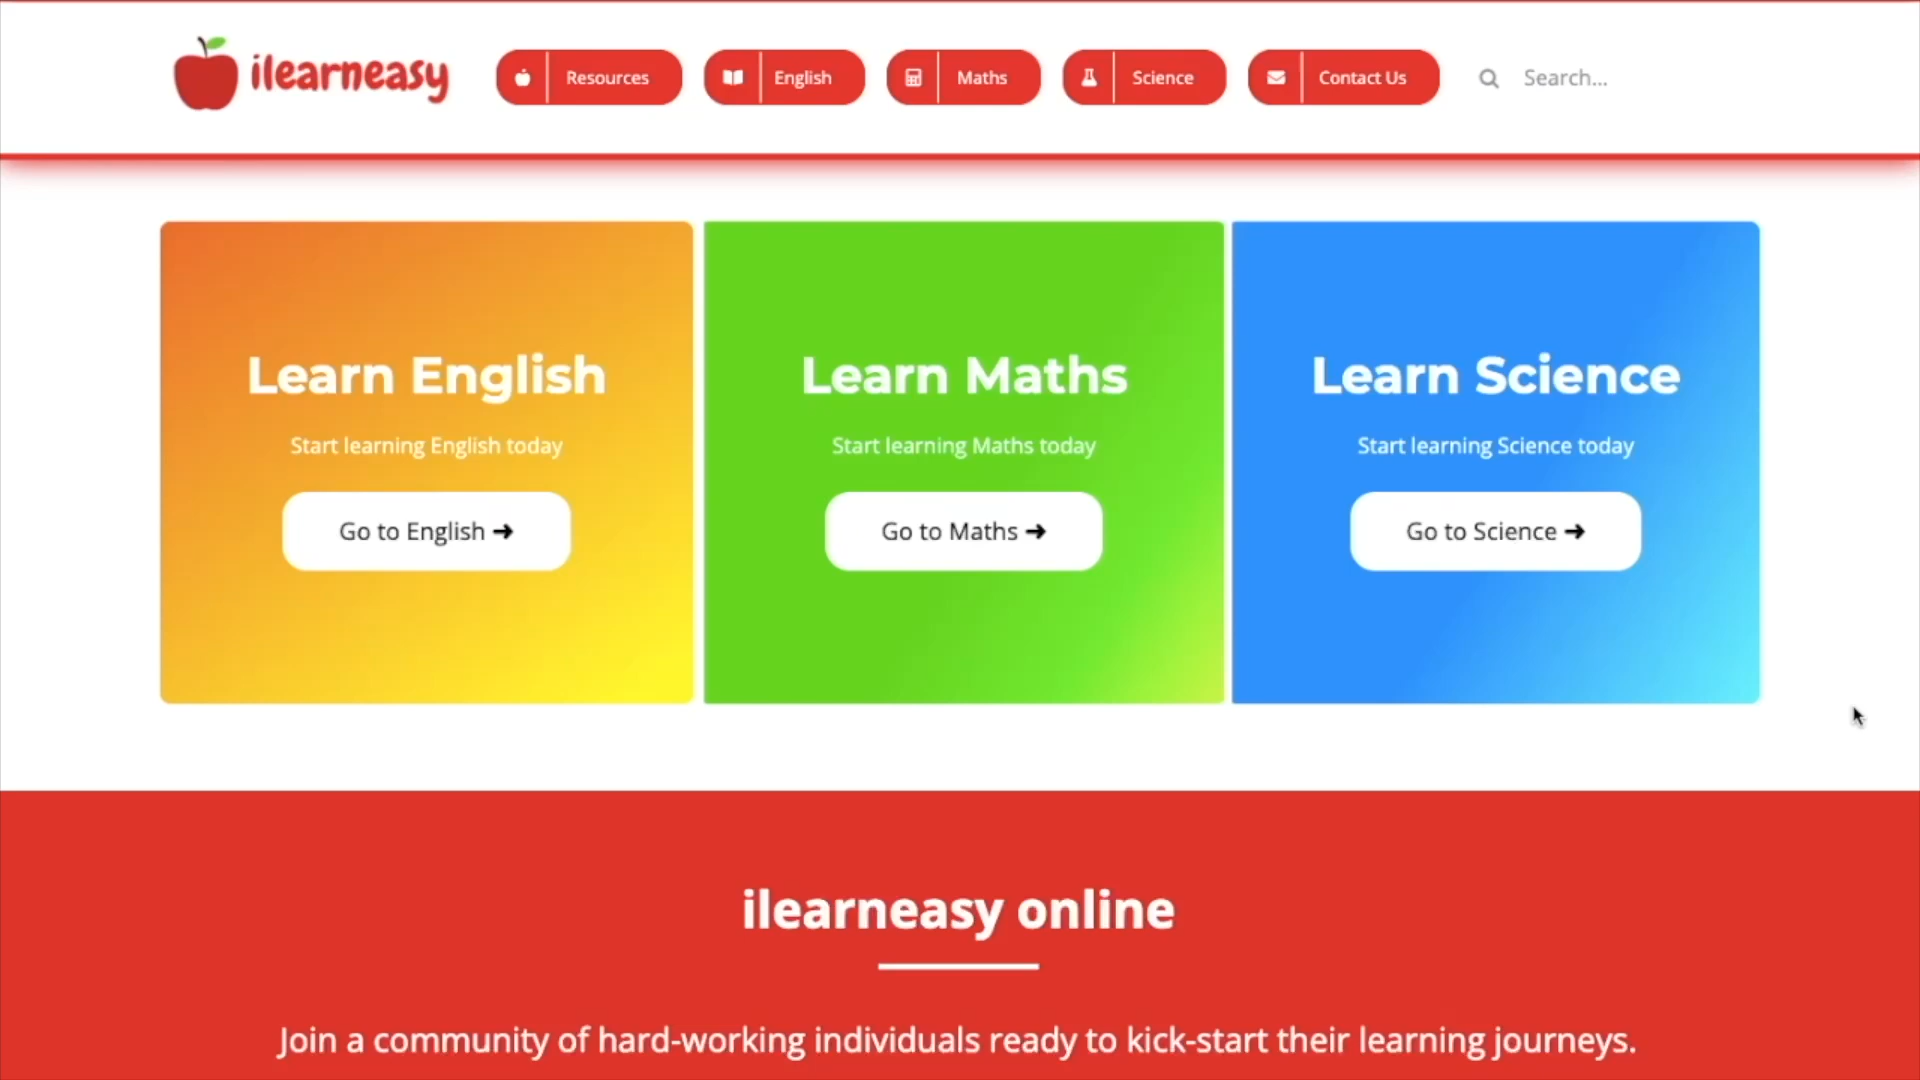 ilearneasy
Resources
English
Maths
Science
Contact Us
Search...
Learn English
Start learning English today
Go to English ➜
Learn Maths
Start learning Maths today
Go to Maths ➜
Learn Science
Start learning Science today
Go to Science ➜
ilearneasy online
Join a community of hard-working individuals ready to kick-start their learning journeys.